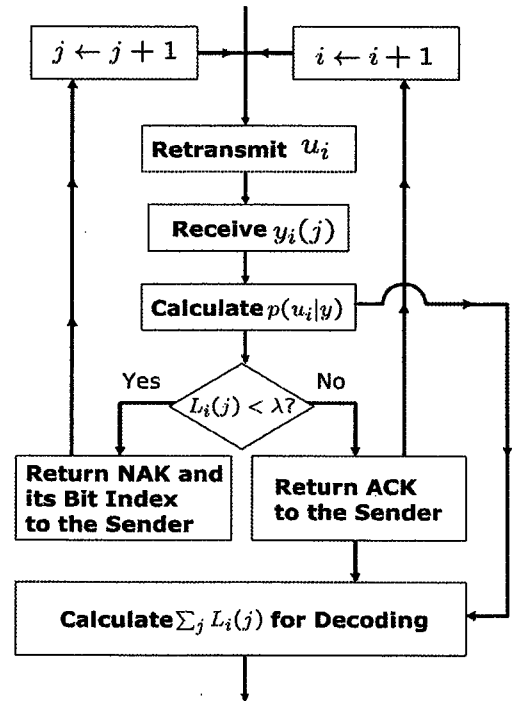 j ← j + 1
i ← i + 1
Retransmit u_i
Receive y_i(j)
Calculate p(u_i|y)
Yes
No
L_i(j) < λ?
Return NAK and
its Bit Index
to the Sender
Return ACK
to the Sender
Calculate ∑_j L_i(j) for Decoding